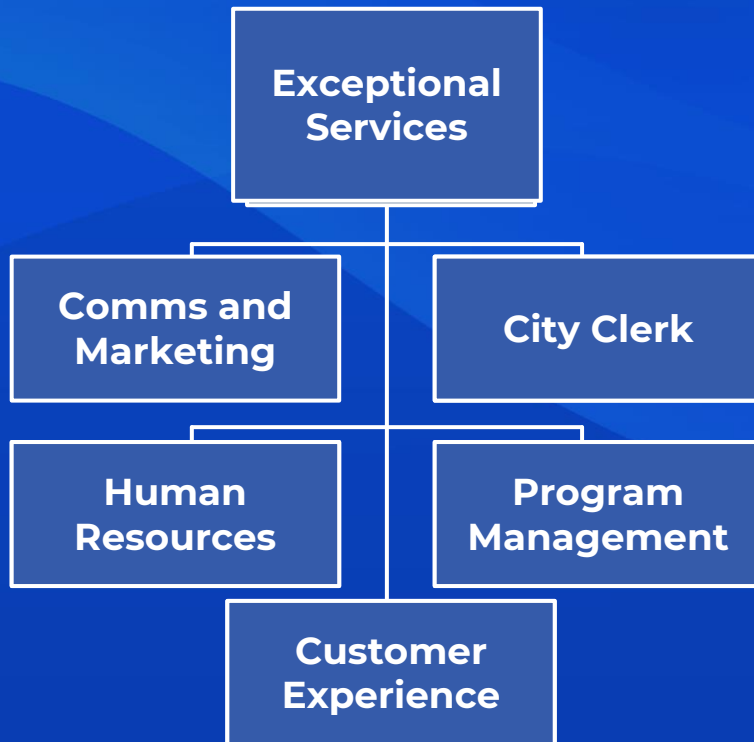 Exceptional
Services
Comms and
Marketing
City Clerk
Human
Resources
Program
Management
Customer
Experience